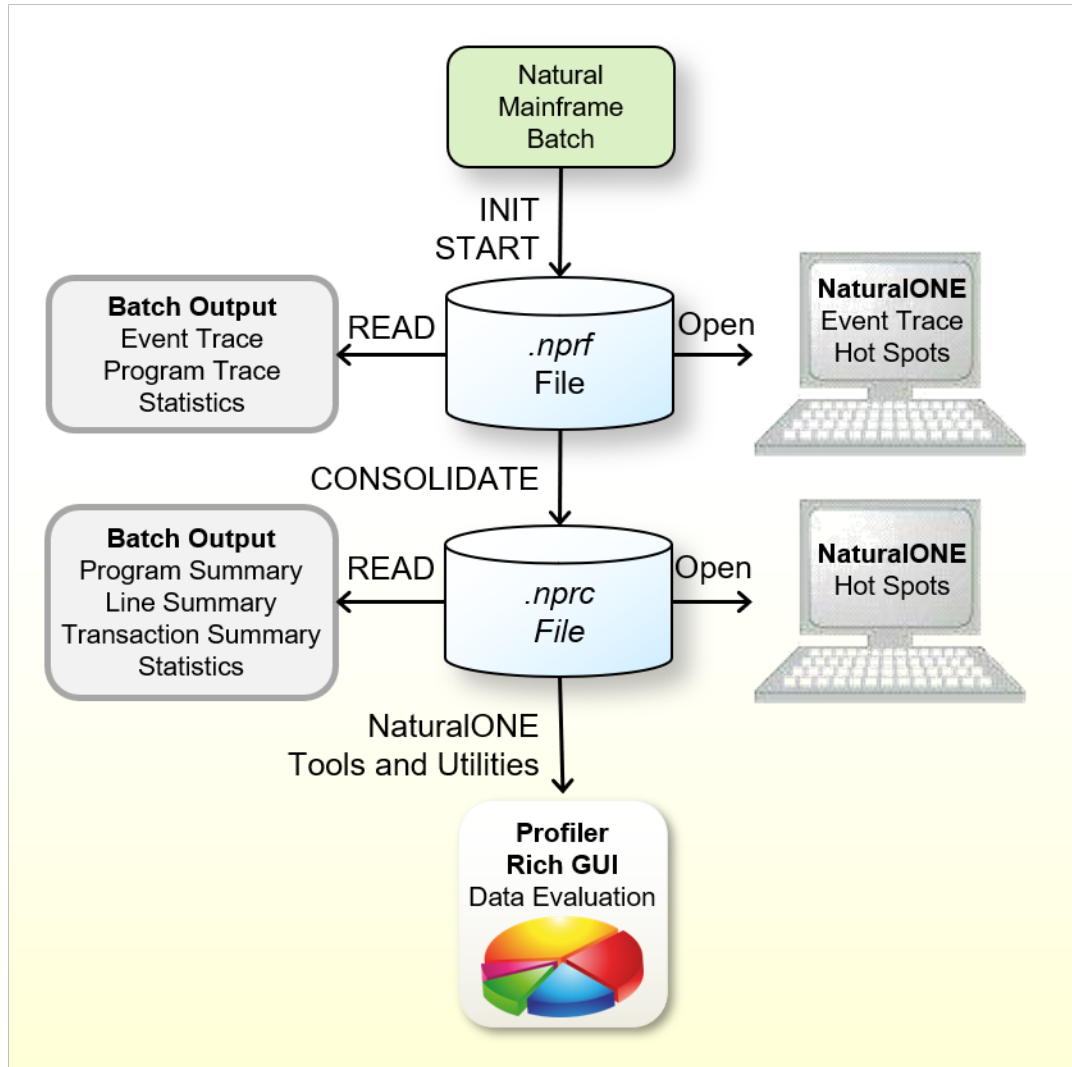 Natural
Mainframe
Batch
INIT
START
Batch Output
Event Trace
Program Trace
Statistics
READ
.nprf
File
Open
NaturalONE
Event Trace
Hot Spots
CONSOLIDATE
Batch Output
Program Summary
Line Summary
Transaction Summary
Statistics
READ
.nprc
File
Open
NaturalONE
Hot Spots
NaturalONE
Tools and Utilities
Profiler
Rich GUI
Data Evaluation